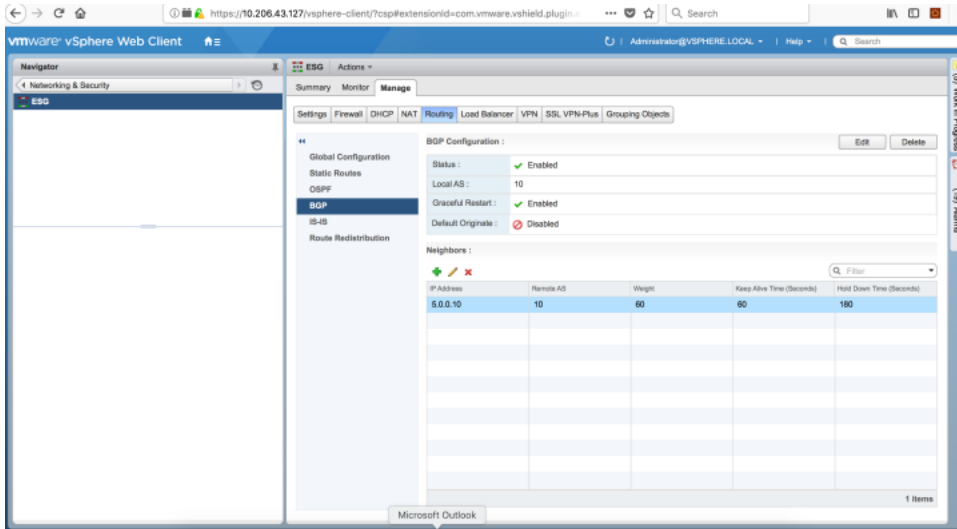 https://10.206.43.127/vsphere-client/?csp#extensionId=com.vmware.vshield.plugin.
Search
vmware® vSphere Web Client
Administrator@VSPHERE.LOCAL
Help
Search
Navigator
Networking & Security
ESG
ESG Actions
Summary Monitor Manage
Settings Firewall DHCP NAT Routing Load Balancer VPN SSL VPN-Plus Grouping Objects
Global Configuration
Static Routes
OSPF
BGP
IS-IS
Route Redistribution
BGP Configuration :
Edit Delete
Status : Enabled
Local AS : 10
Graceful Restart : Enabled
Default Originate : Disabled
Neighbors :
Filter
IP Address Remote AS Weight Keep Alive Time (Seconds) Hold Down Time (Seconds)
5.0.0.10 10 60 60 180
1 items
Work In Progress
Microsoft Outlook